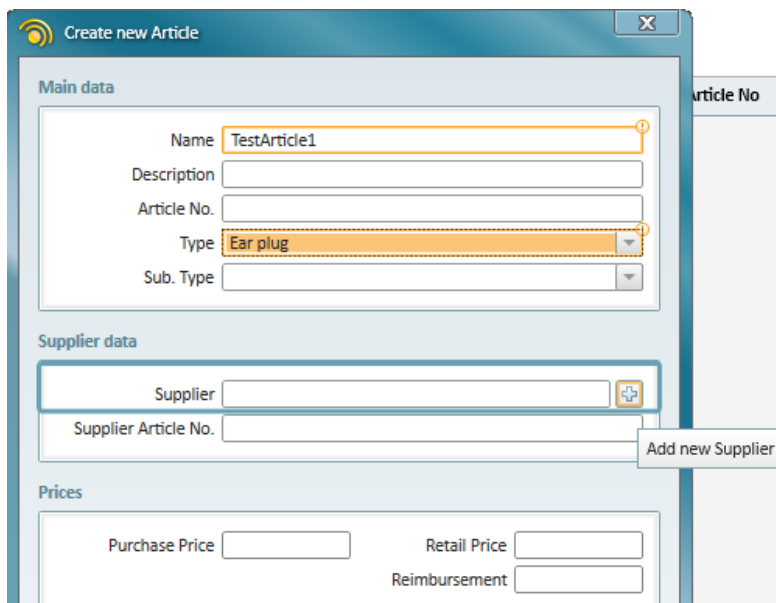 Create new Article
Main data
Article No
Name TestArticle1
Description
Article No.
Type Ear plug
Sub. Type
Supplier data
Supplier
Supplier Article No.
Add new Supplier
Prices
Purchase Price Retail Price
Reimbursement